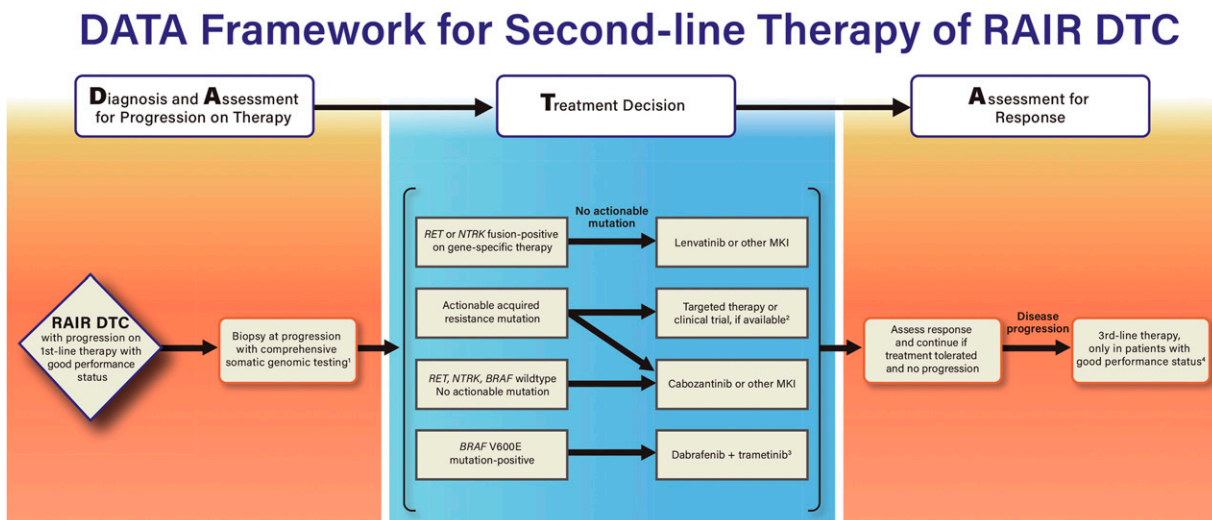 DATA Framework for Second-line Therapy of RAIR DTC
Diagnosis and Assessment
for Progression on Therapy
Treatment Decision
Assessment for
Response
RAIR DTC
with progression on
1st-line therapy with
good performance
status
Biopsy at progression
with comprehensive
somatic genomic testing¹
RET or NTRK fusion-positive
on gene-specific therapy
No actionable
mutation
Lenvatinib or other MKI
Actionable acquired
resistance mutation
Targeted therapy or
clinical trial, if available²
RET, NTRK, BRAF wildtype
No actionable mutation
Cabozantinib or other MKI
BRAF V600E
mutation-positive
Dabrafenib + trametinib³
Assess response
and continue if
treatment tolerated
and no progression
Disease
progression
3rd-line therapy,
only in patients with
good performance status⁴